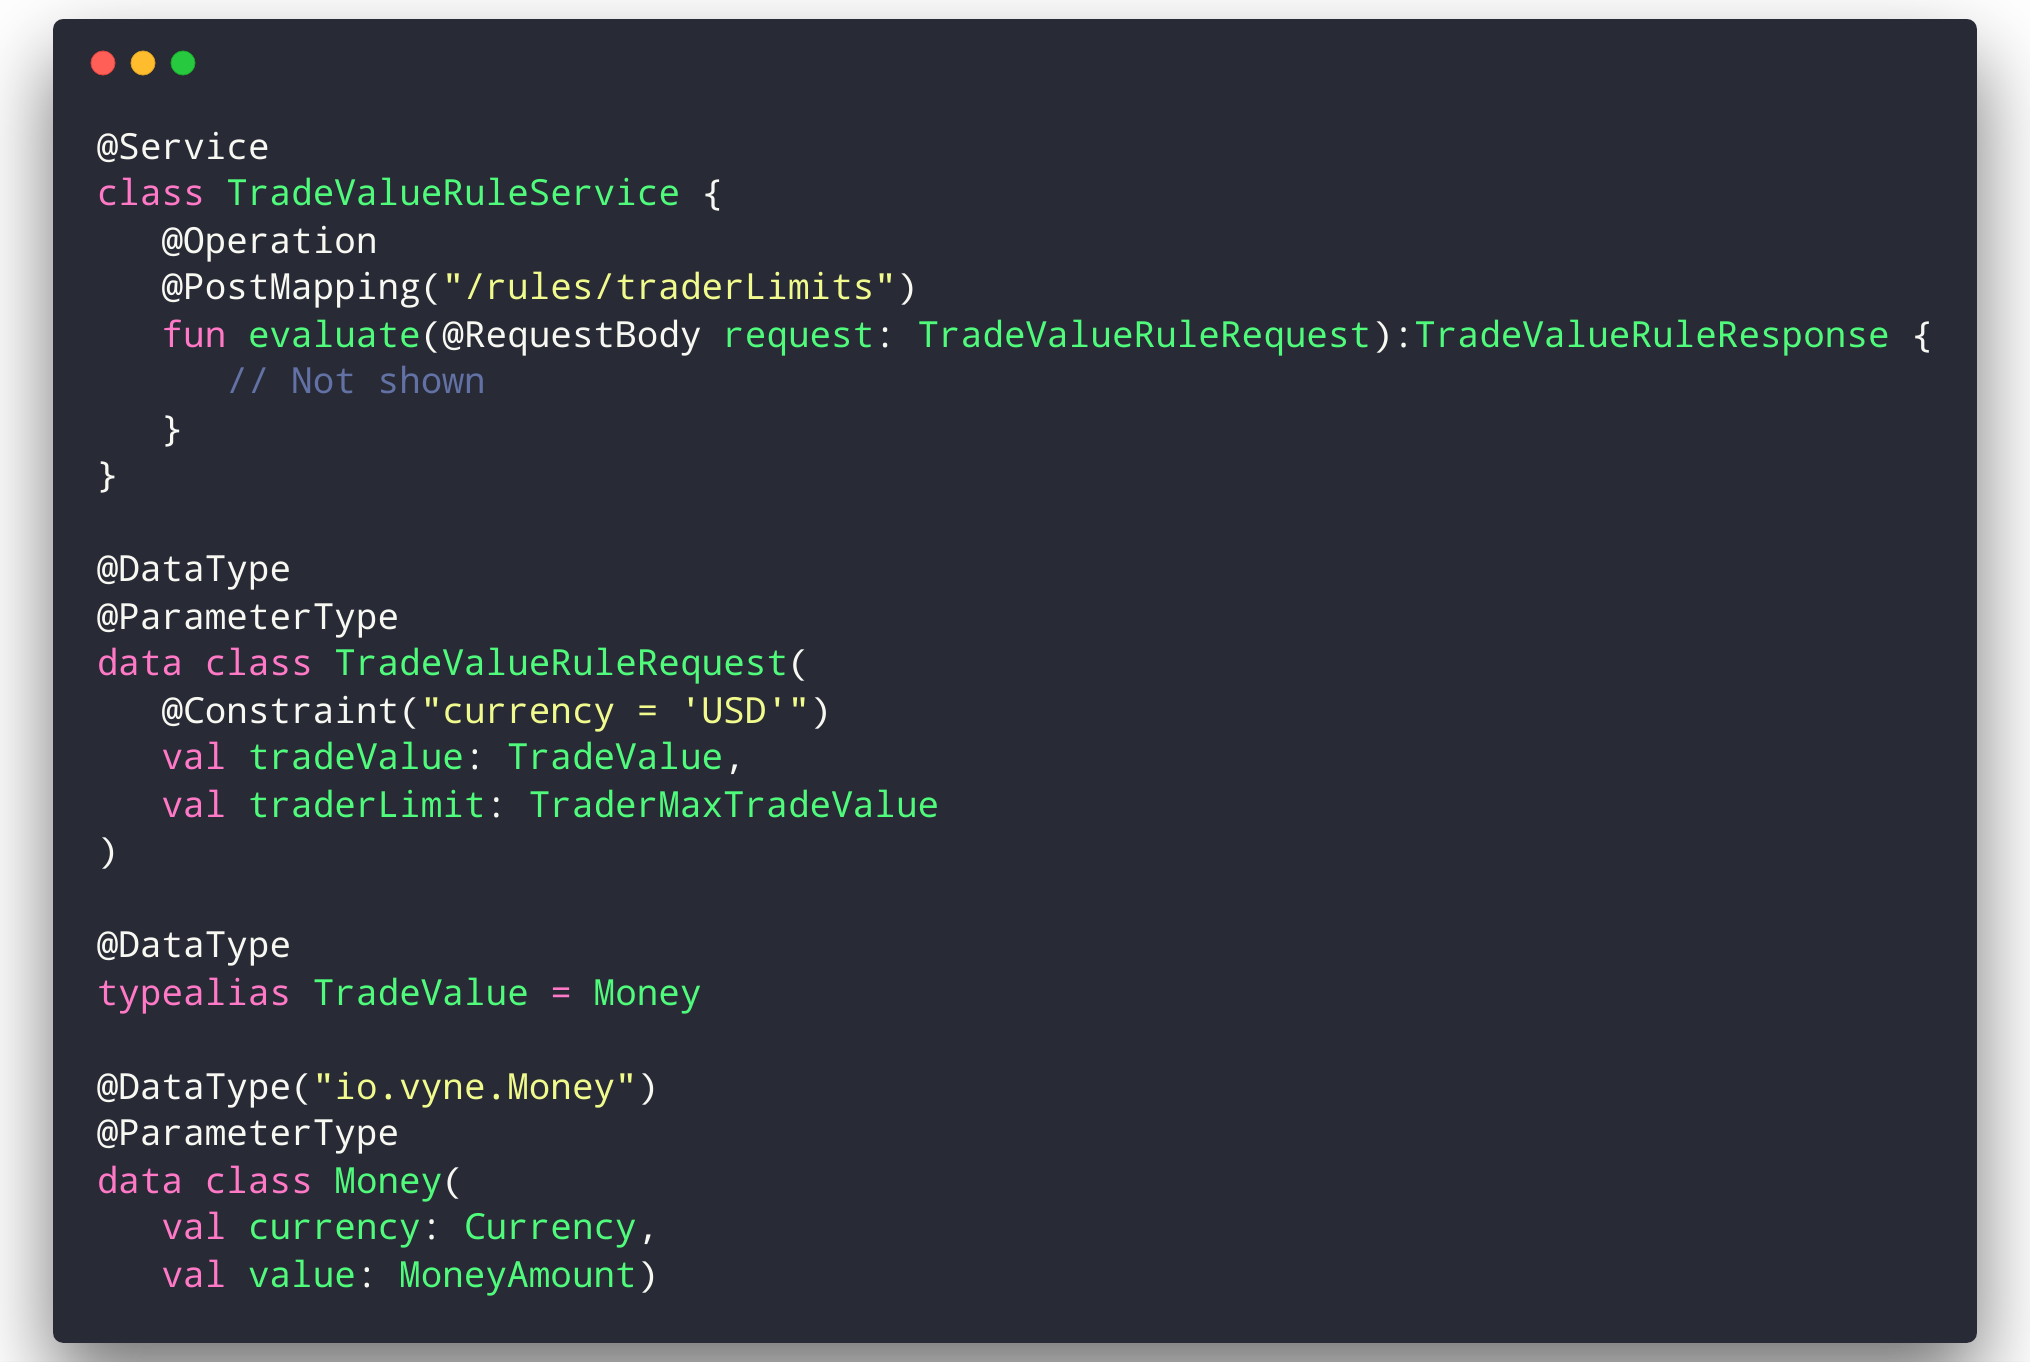 @Service
class TradeValueRuleService {
   @Operation
   @PostMapping("/rules/traderLimits")
   fun evaluate(@RequestBody request: TradeValueRuleRequest):TradeValueRuleResponse {
      // Not shown
   }
}

@DataType
@ParameterType
data class TradeValueRuleRequest(
   @Constraint("currency = 'USD'")
   val tradeValue: TradeValue,
   val traderLimit: TraderMaxTradeValue
)

@DataType
typealias TradeValue = Money

@DataType("io.vyne.Money")
@ParameterType
data class Money(
   val currency: Currency,
   val value: MoneyAmount)